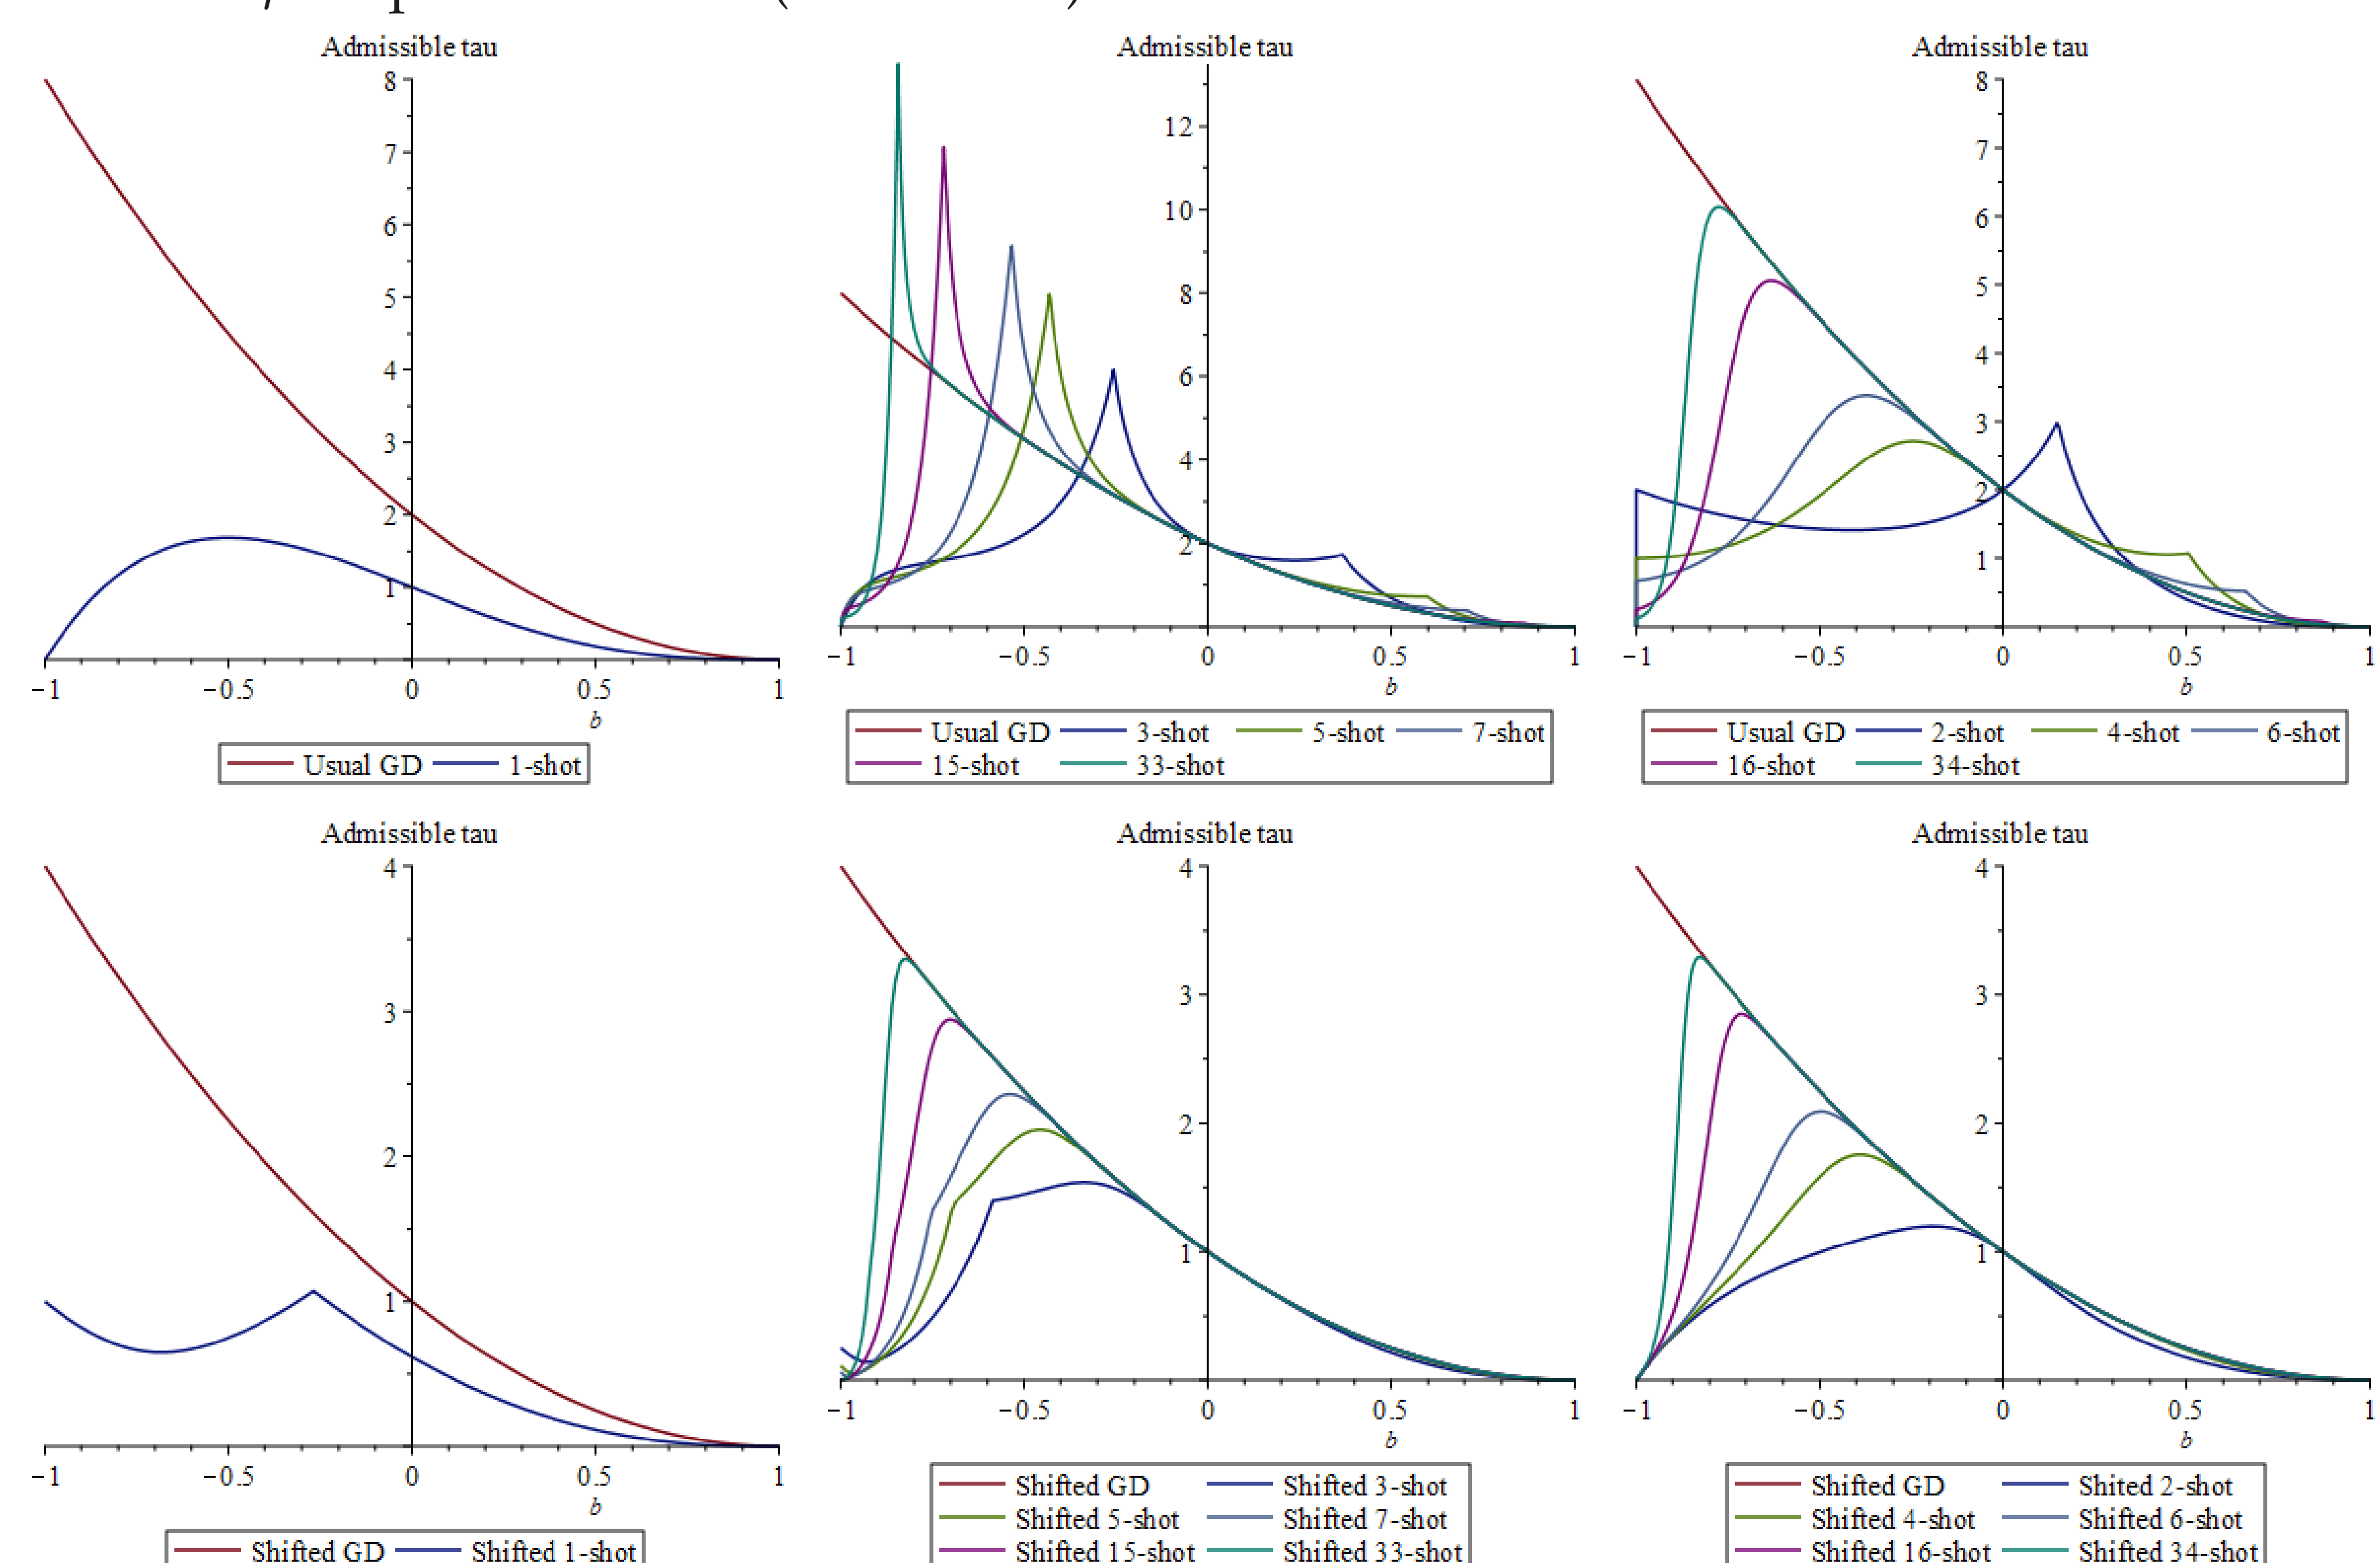 Admissible tau
8
7
6
5
4
3
2
1
−1
−0.5
0
0.5
1
b
Usual GD
1-shot
Admissible tau
12
10
8
6
4
2
−1
−0.5
0
0.5
1
b
Usual GD 3-shot 5-shot 7-shot
15-shot 33-shot
Admissible tau
8
7
6
5
4
3
2
1
−1
−0.5
0
0.5
1
b
Usual GD 2-shot 4-shot 6-shot
16-shot 34-shot
Admissible tau
4
3
2
1
−1
−0.5
0
0.5
1
b
Shifted GD Shifted 1-shot
Admissible tau
4
3
2
1
−1
−0.5
0
0.5
1
b
Shifted GD Shifted 3-shot
Shifted 5-shot Shifted 7-shot
Shifted 15-shot Shifted 33-shot
Admissible tau
4
3
2
1
−1
−0.5
0
0.5
1
b
Shifted GD Shited 2-shot
Shifted 4-shot Shifted 6-shot
Shifted 16-shot Shifted 34-shot